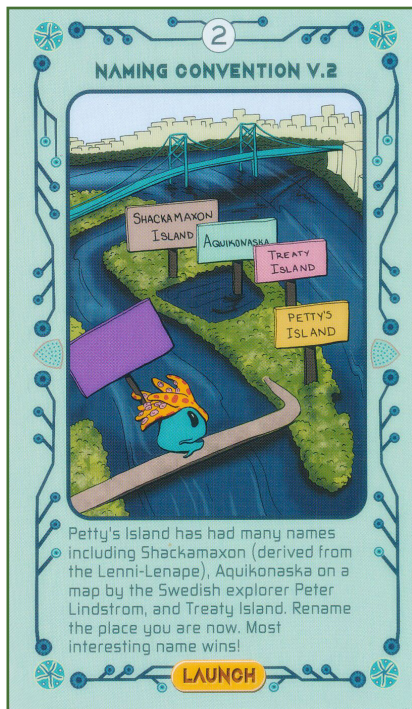 2
NAMING CONVENTION V.2
SHACKAMAXON
ISLAND
AQUIKONASKA
TREATY
ISLAND
PETTY'S
ISLAND
Petty's Island has had many names
including Shackamaxon (derived from
the Lenni-Lenape), Aquikonaska on a
map by the Swedish explorer Peter
Lindstrom, and Treaty Island. Rename
the place you are now. Most
interesting name wins!
LAUNCH